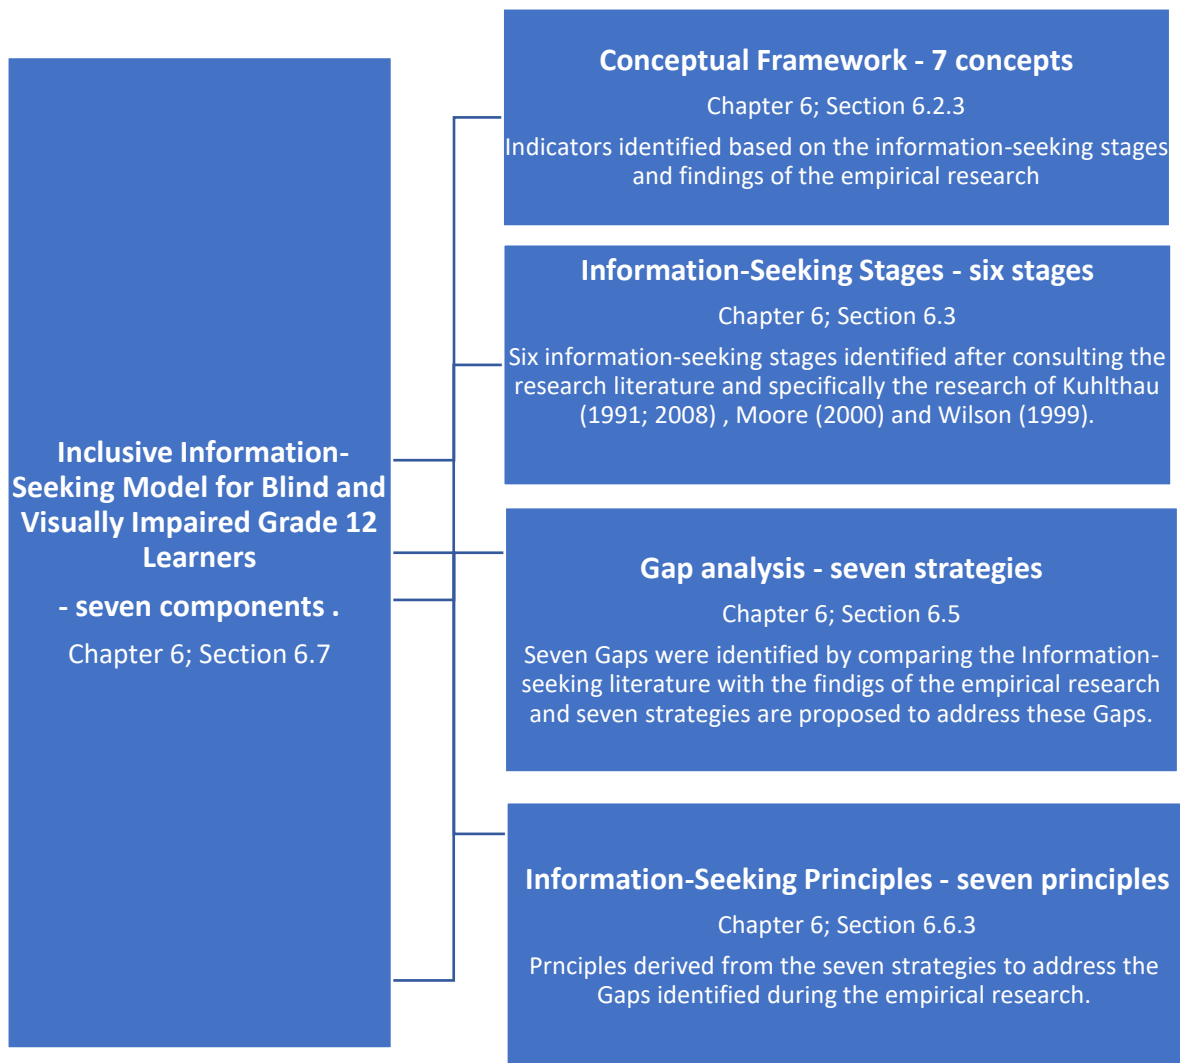 Inclusive Information-
Seeking Model for Blind and
Visually Impaired Grade 12
Learners
- seven components .
Chapter 6; Section 6.7
Conceptual Framework - 7 concepts
Chapter 6; Section 6.2.3
Indicators identified based on the information-seeking stages
and findings of the empirical research
Information-Seeking Stages - six stages
Chapter 6; Section 6.3
Six information-seeking stages identified after consulting the
research literature and specifically the research of Kuhlthau
(1991; 2008) , Moore (2000) and Wilson (1999).
Gap analysis - seven strategies
Chapter 6; Section 6.5
Seven Gaps were identified by comparing the Information-
seeking literature with the findigs of the empirical research
and seven strategies are proposed to address these Gaps.
Information-Seeking Principles - seven principles
Chapter 6; Section 6.6.3
Prnciples derived from the seven strategies to address the
Gaps identified during the empirical research.